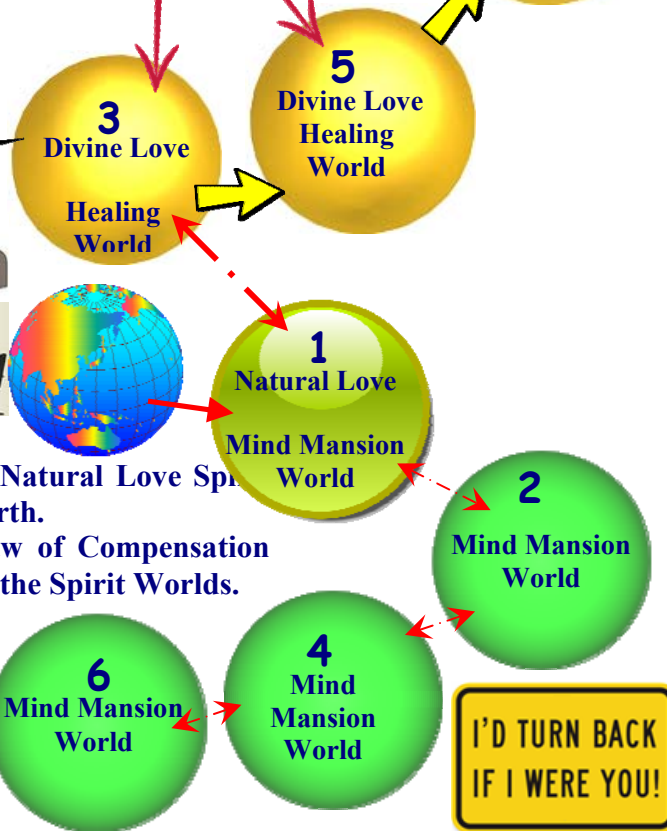 5
Divine Love
Healing
World
3
Divine Love
Healing
World
1
Natural Love
Mind Mansion
World
Natural Love
w of Compensation
the Spirit Worlds.
2
Mind Mansion
World
4
Mind
Mansion
World
6
Mind Mansion
World
I'D TURN BACK
IF I WERE YOU!